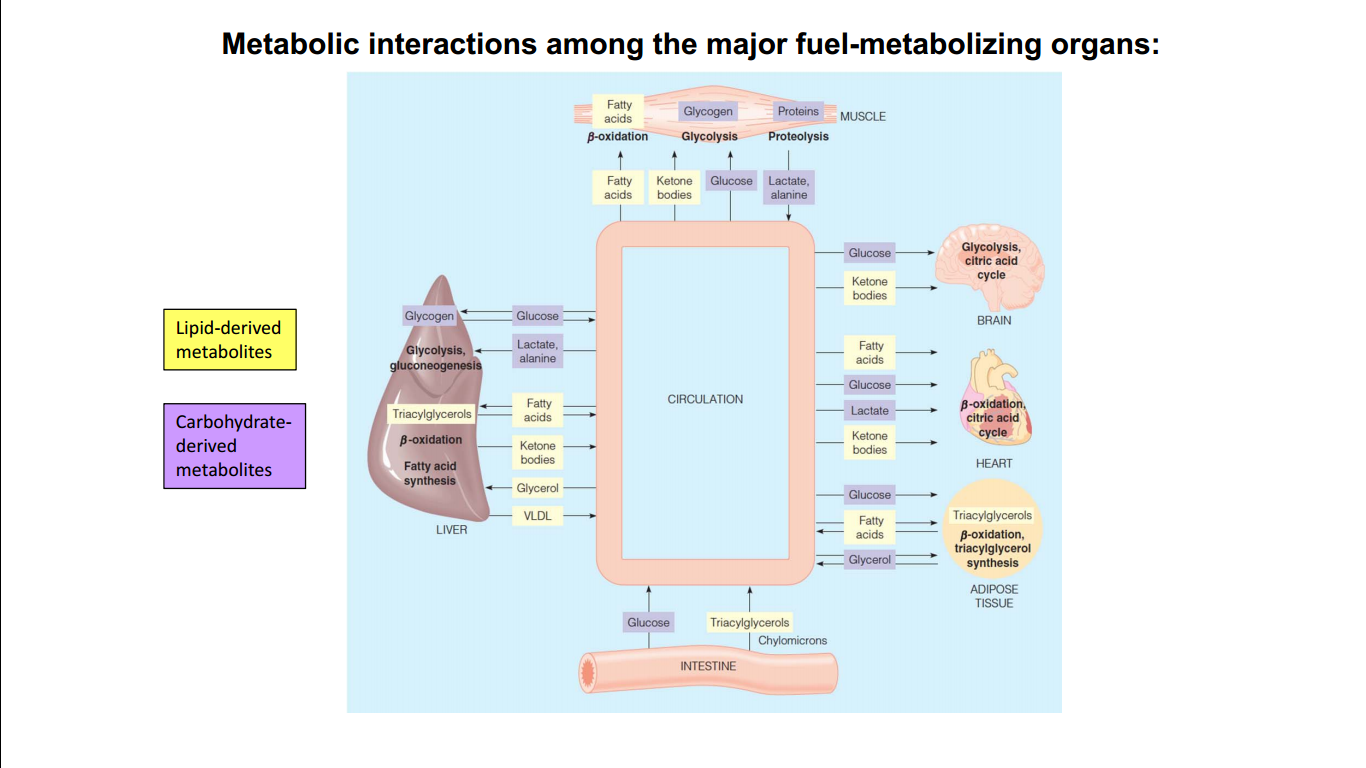 Metabolic interactions among the major fuel-metabolizing organs:
Fatty
acids
Glycogen
Proteins
MUSCLE
β-oxidation
Glycolysis
Proteolysis
Fatty
acids
Ketone
bodies
Glucose
Lactate,
alanine
Lipid-derived
metabolites
Carbohydrate-
derived
metabolites
Glycogen
Glycolysis,
gluconeogenesis
Triacylglycerols
β-oxidation
Fatty acid
synthesis
LIVER
Glucose
Lactate,
alanine
Fatty
acids
Ketone
bodies
Glycerol
VLDL
CIRCULATION
Glucose
Ketone
bodies
Glycolysis,
citric acid
cycle
BRAIN
Fatty
acids
Glucose
Lactate
Ketone
bodies
β-oxidation,
citric acid
cycle
HEART
Glucose
Fatty
acids
Glycerol
Triacylglycerols
β-oxidation,
triacylglycerol
synthesis
ADIPOSE
TISSUE
Glucose
Triacylglycerols
Chylomicrons
INTESTINE